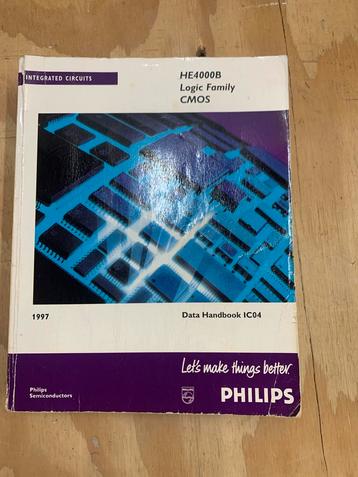 INTEGRATED CIRCUITS
HE4000B
Logic Family
CMOS
1997
Data Handbook IC04
Let's make things better.
Philips
Semiconductors
PHILIPS